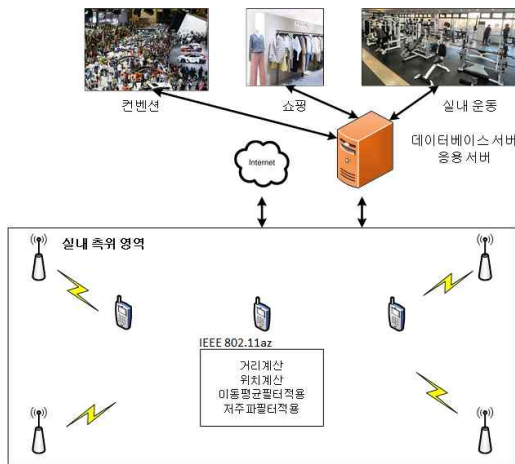 컨벤션
쇼핑
실내 운동
데이터베이스 서버
응용 서버
Internet
실내 측위 영역
IEEE 802.11az
거리계산
위치계산
이동평균필터적용
저주파필터적용